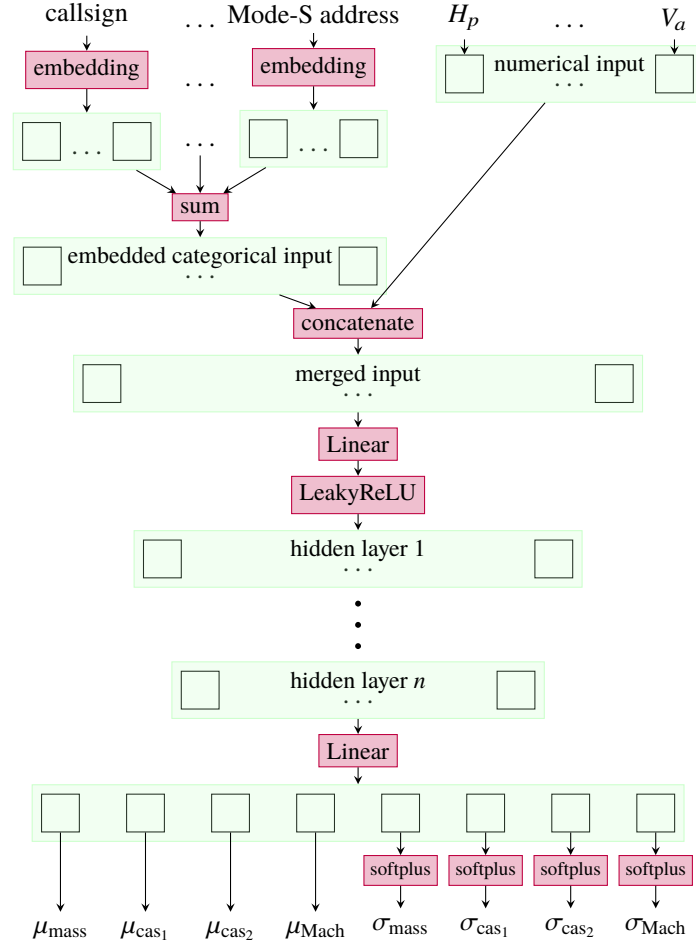 callsign ... Mode-S address H_p ... V_a
embedding ... embedding numerical input
...
... ... ...
sum
embedded categorical input
...
concatenate
merged input
...
Linear
LeakyReLU
hidden layer 1
...
hidden layer n
...
Linear
softplus softplus softplus softplus
μ_mass μ_cas₁ μ_cas₂ μ_Mach σ_mass σ_cas₁ σ_cas₂ σ_Mach